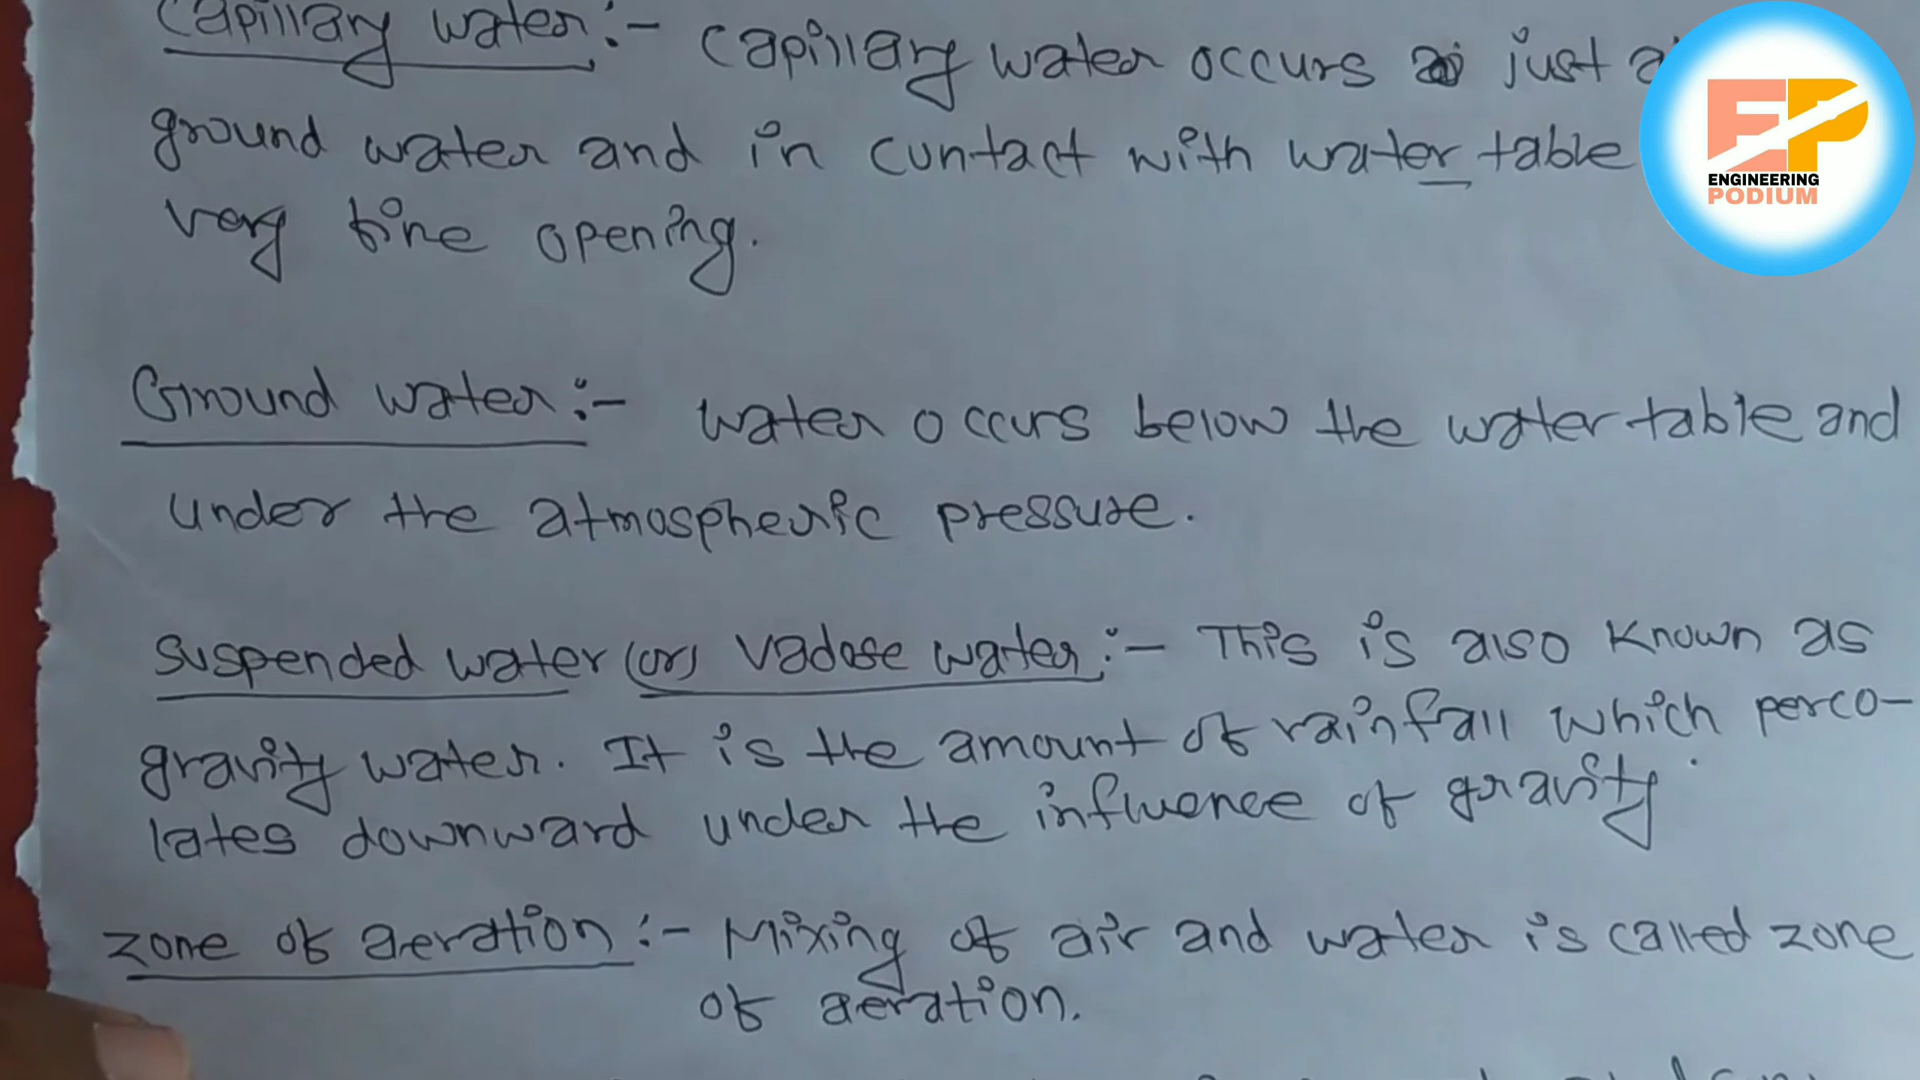 Capillary water :- Capillary water occurs as just
ground water and in contact with water table
very fine opening.
Ground water :- water occurs below the water table and
under the atmospheric pressure.
Suspended water (or) Vadose water :- This is also known as
gravity water. It is the amount of rainfall which perco-
lates downward under the influence of gravity.
zone of aeration :- Mixing of air and water is called zone
of aeration.
EP
ENGINEERING
PODIUM